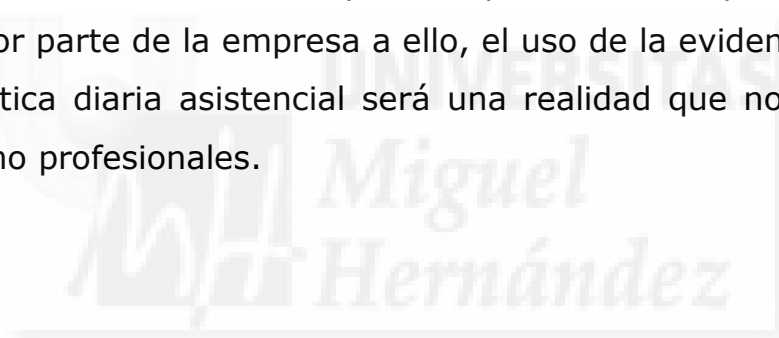 or parte de la empresa a ello, el uso de la eviden
tica diaria asistencial será una realidad que no
no profesionales.
UNIVERSITAS
Miguel
Hernández